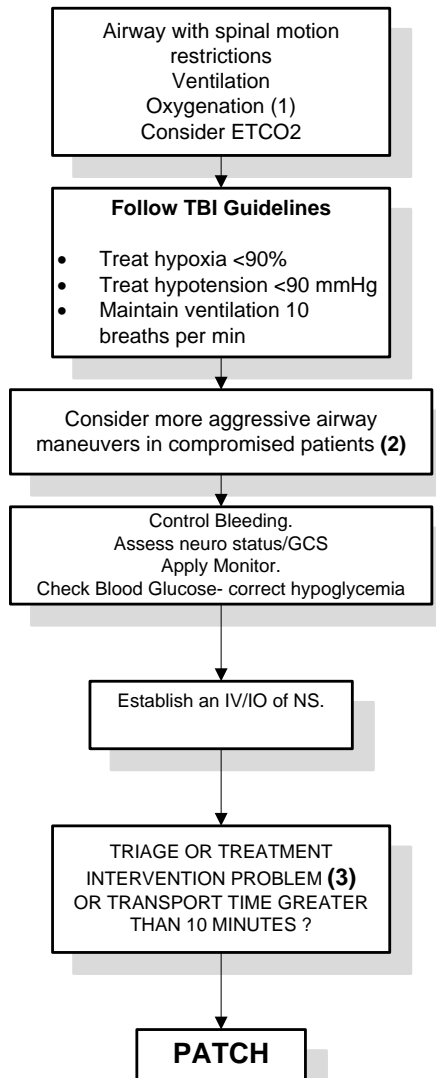 Airway with spinal motion
restrictions
Ventilation
Oxygenation (1)
Consider ETCO2
Follow TBI Guidelines
• Treat hypoxia <90%
• Treat hypotension <90 mmHg
• Maintain ventilation 10
breaths per min
Consider more aggressive airway
maneuvers in compromised patients (2)
Control Bleeding.
Assess neuro status/GCS
Apply Monitor.
Check Blood Glucose- correct hypoglycemia
Establish an IV/IO of NS.
TRIAGE OR TREATMENT
INTERVENTION PROBLEM (3)
OR TRANSPORT TIME GREATER
THAN 10 MINUTES ?
PATCH